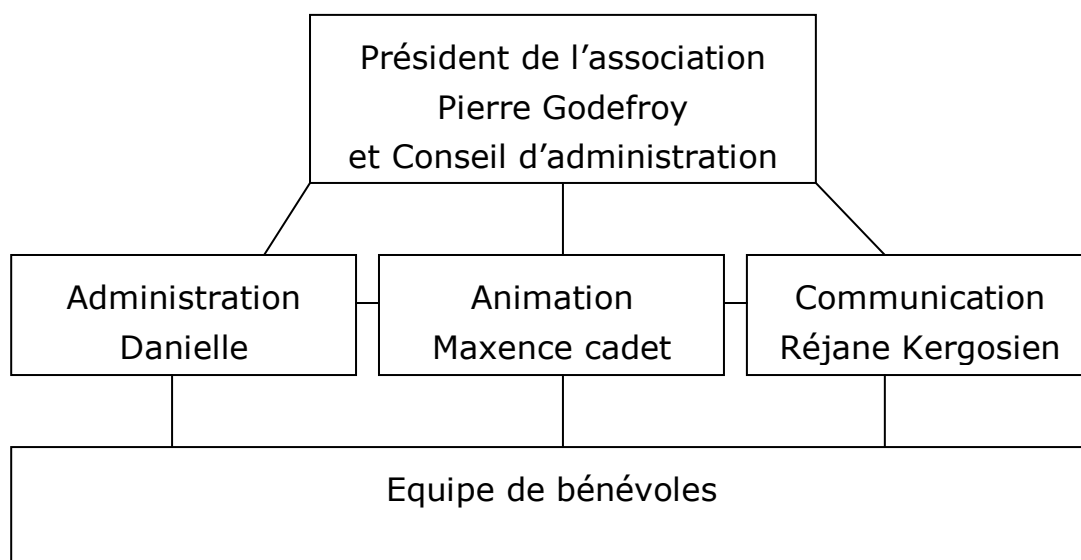 Président de l’association
Pierre Godefroy
et Conseil d’administration
Administration
Danielle
Animation
Maxence cadet
Communication
Réjane Kergosien
Equipe de bénévoles